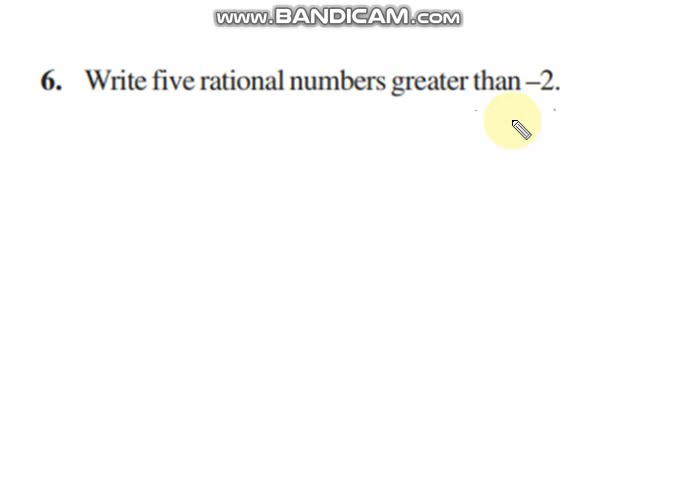 www.BANDICAM.com
6. Write five rational numbers greater than –2.